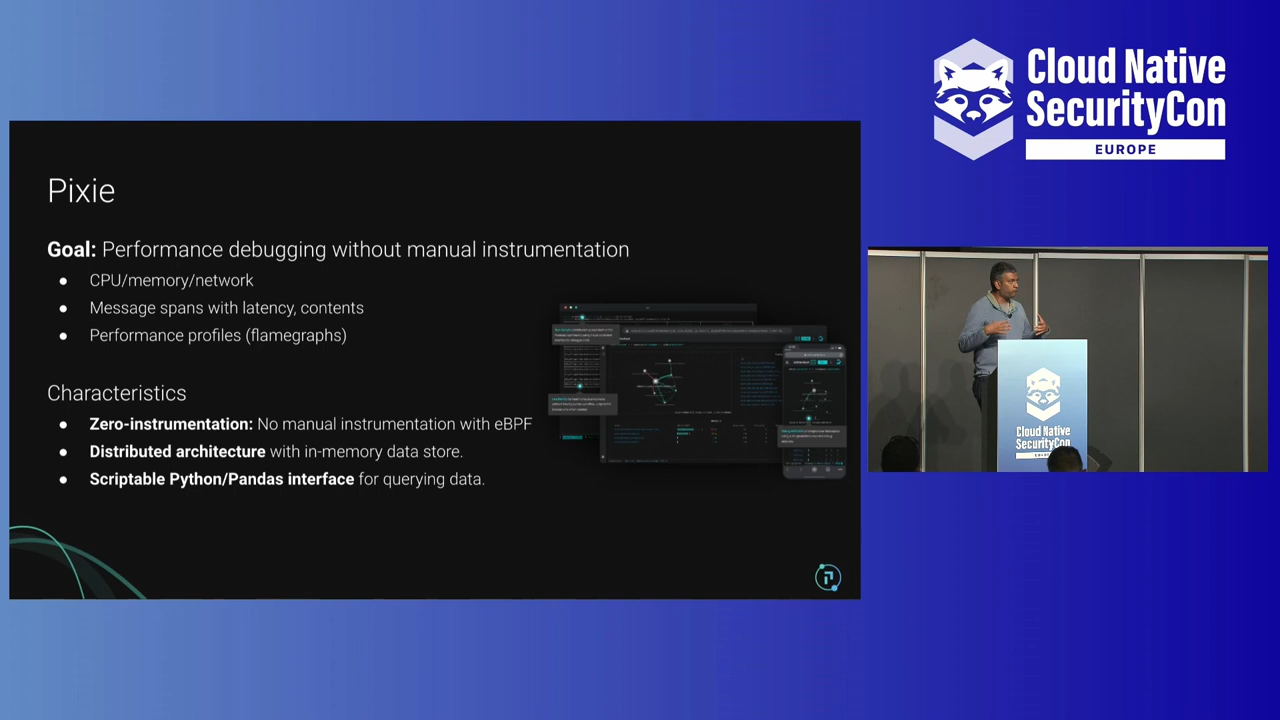 Cloud Native
SecurityCon
EUROPE
Pixie
Goal: Performance debugging without manual instrumentation
● CPU/memory/network
● Message spans with latency, contents
● Performance profiles (flamegraphs)
Characteristics
● Zero-instrumentation: No manual instrumentation with eBPF
● Distributed architecture with in-memory data store.
● Scriptable Python/Pandas interface for querying data.
Cloud Native
SecurityCon